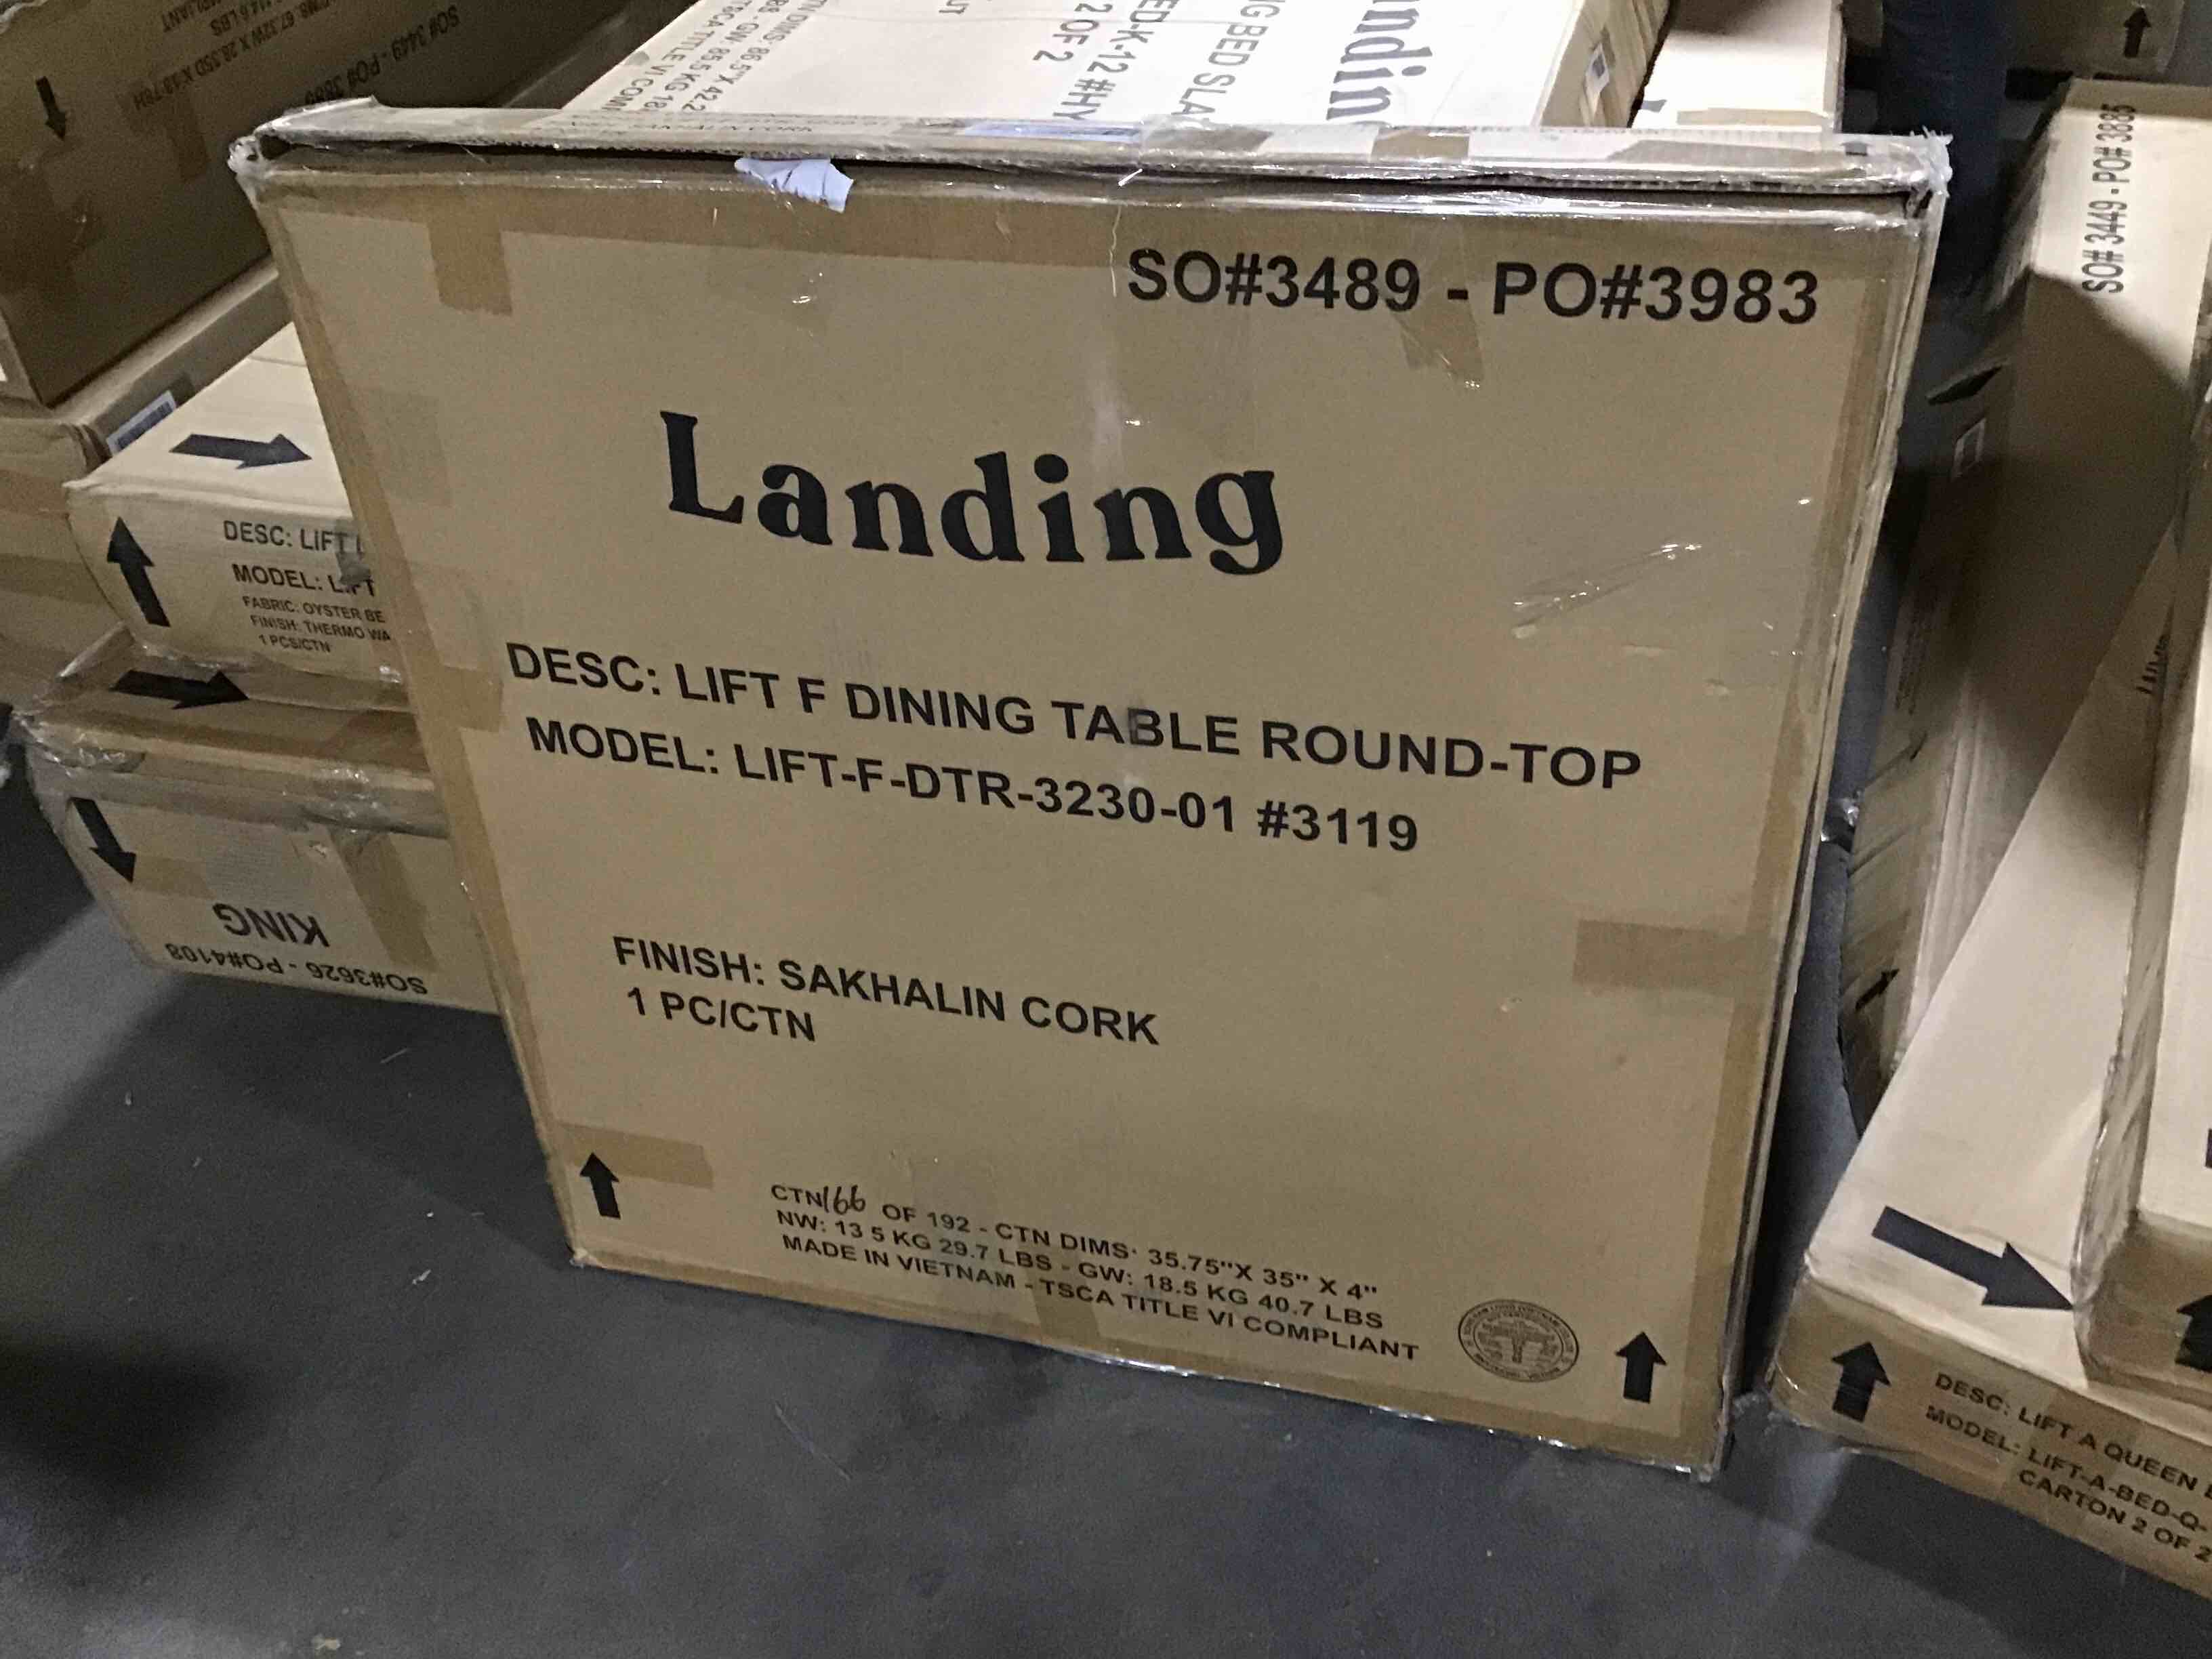 SO#3489 - PO#3983
Landing
DESC: LIFT F DINING TABLE ROUND-TOP
MODEL: LIFT-F-DTR-3230-01 #3119
FINISH: SAKHALIN CORK
1 PC/CTN
CTN 166 OF 192 - CTN DIMS: 35.75"X 35" X 4"
NW: 13 5 KG 29.7 LBS - GW: 18.5 KG 40.7 LBS
MADE IN VIETNAM - TSCA TITLE VI COMPLIANT
DESC: LIFT
MODEL: LIFT
FABRIC: OYSTER BE
FINISH: THERMO WA
1 PCS/CTN
KING
SO#3626 - PO#4108
2 OF 2
SO# 3449 - PO# 3885
DESC: LIFT A QUEEN
MODEL: LIFT-A-BED-Q-
CARTON 2 OF 2